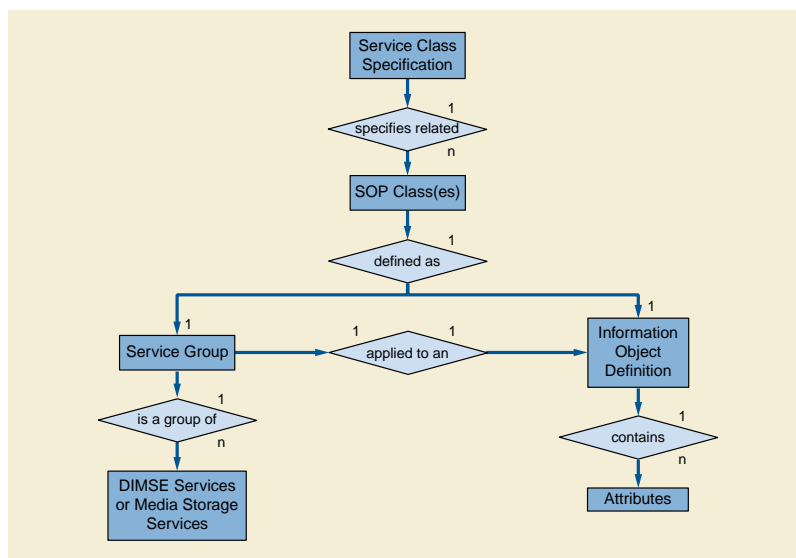 Service Class
Specification
1
specifies related
n
SOP Class(es)
1
defined as
1
1
Service Group
1
1
applied to an
Information
Object
Definition
1
is a group of
n
1
contains
n
DIMSE Services
or Media Storage
Services
Attributes